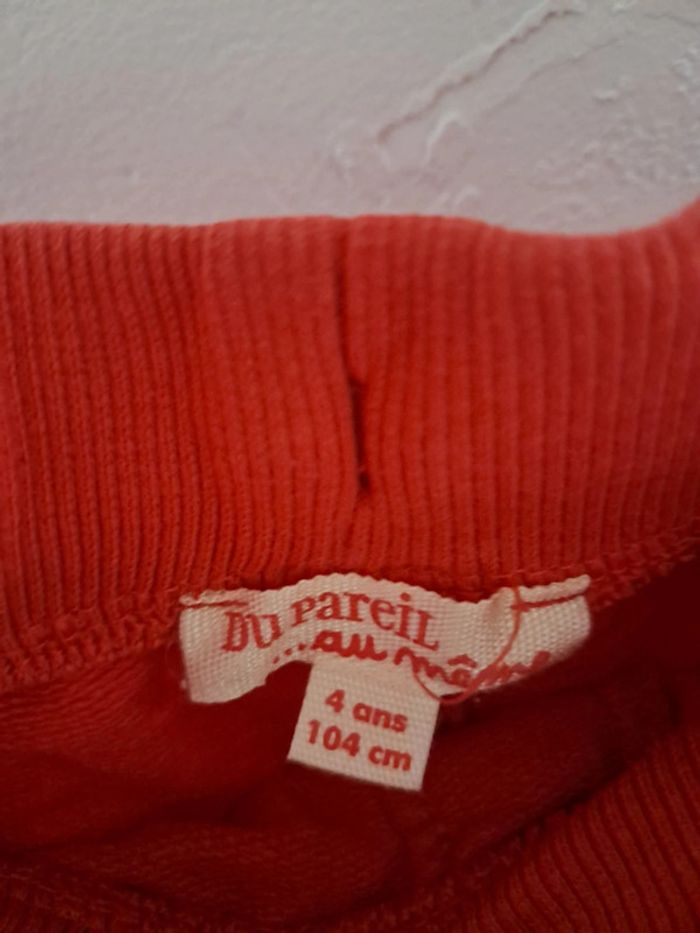 DU PareiL
...au même
4 ans
104 cm